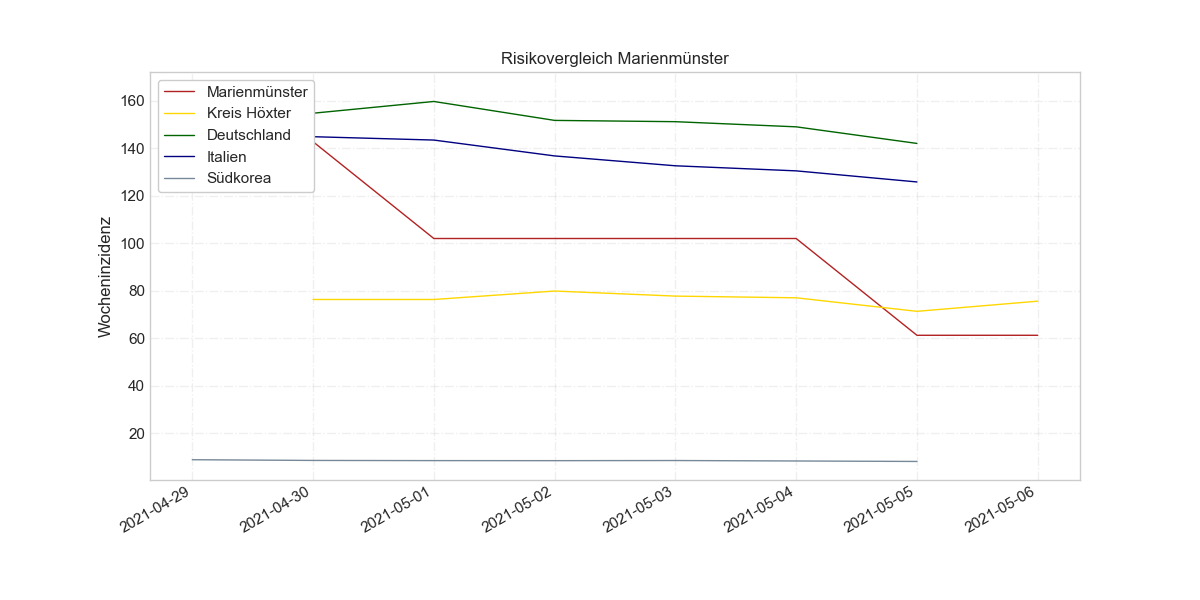 Risikovergleich Marienmünster
Marienmünster
Kreis Höxter
Deutschland
Italien
Südkorea
Wocheninzidenz
160
140
120
100
80
60
40
20
2021-04-29
2021-04-30
2021-05-01
2021-05-02
2021-05-03
2021-05-04
2021-05-05
2021-05-06